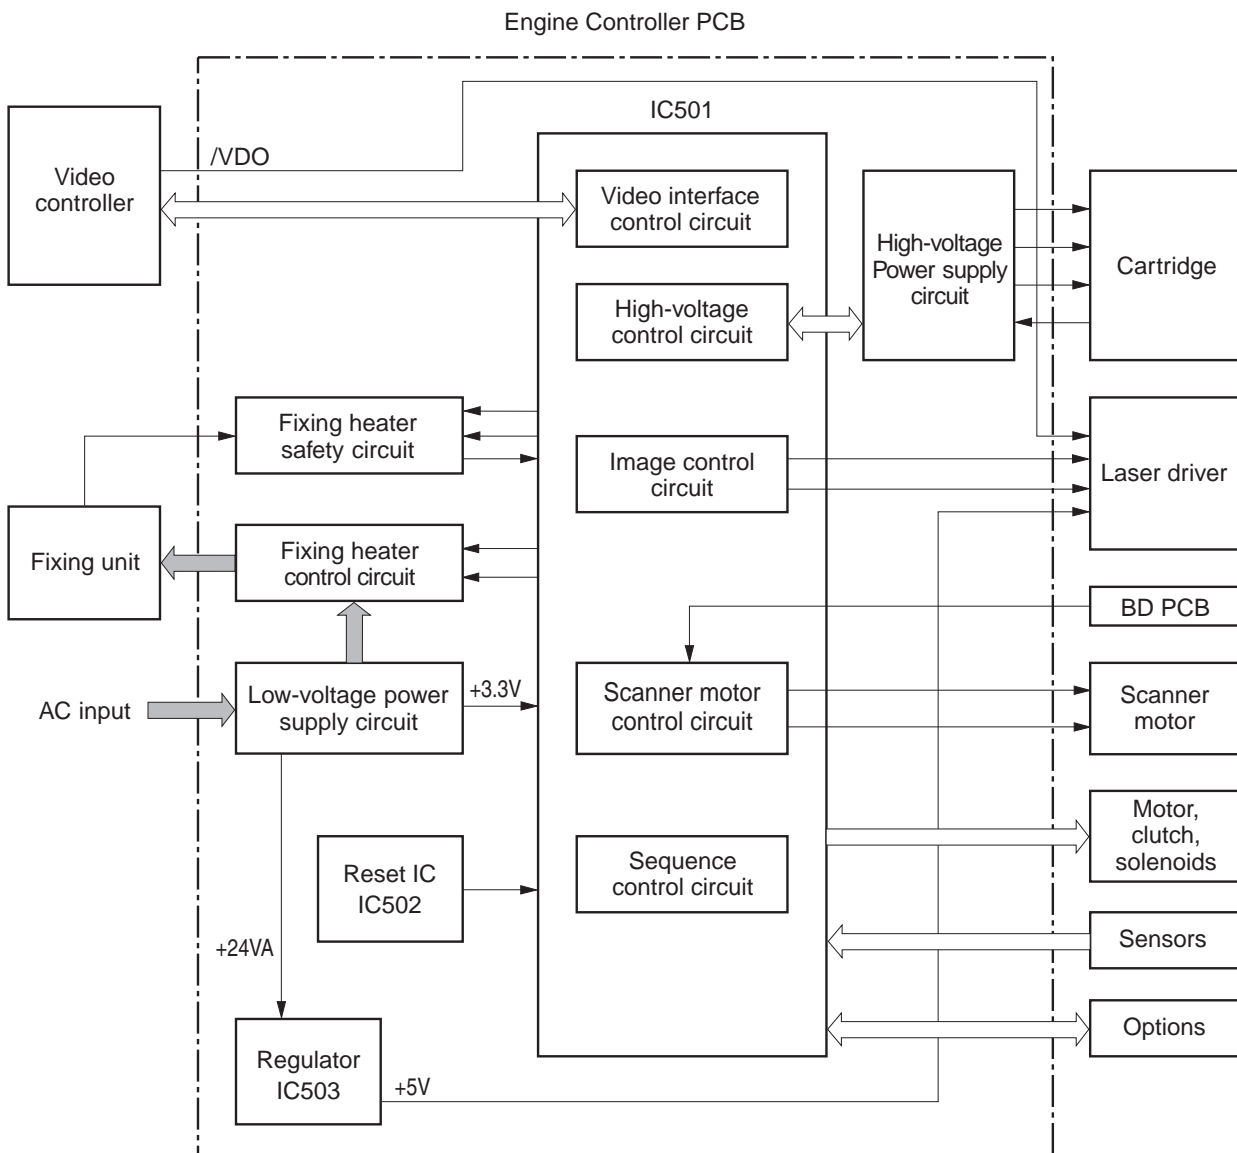 Engine Controller PCB
IC501
/VDO
Video
controller
Video interface
control circuit
High-voltage
Power supply
circuit
Cartridge
High-voltage
control circuit
Fixing heater
safety circuit
Image control
circuit
Laser driver
Fixing unit
Fixing heater
control circuit
BD PCB
AC input
Low-voltage power
supply circuit
+3.3V
Scanner motor
control circuit
Scanner
motor
Motor,
clutch,
solenoids
Reset IC
IC502
Sequence
control circuit
+24VA
Sensors
Options
Regulator
IC503
+5V